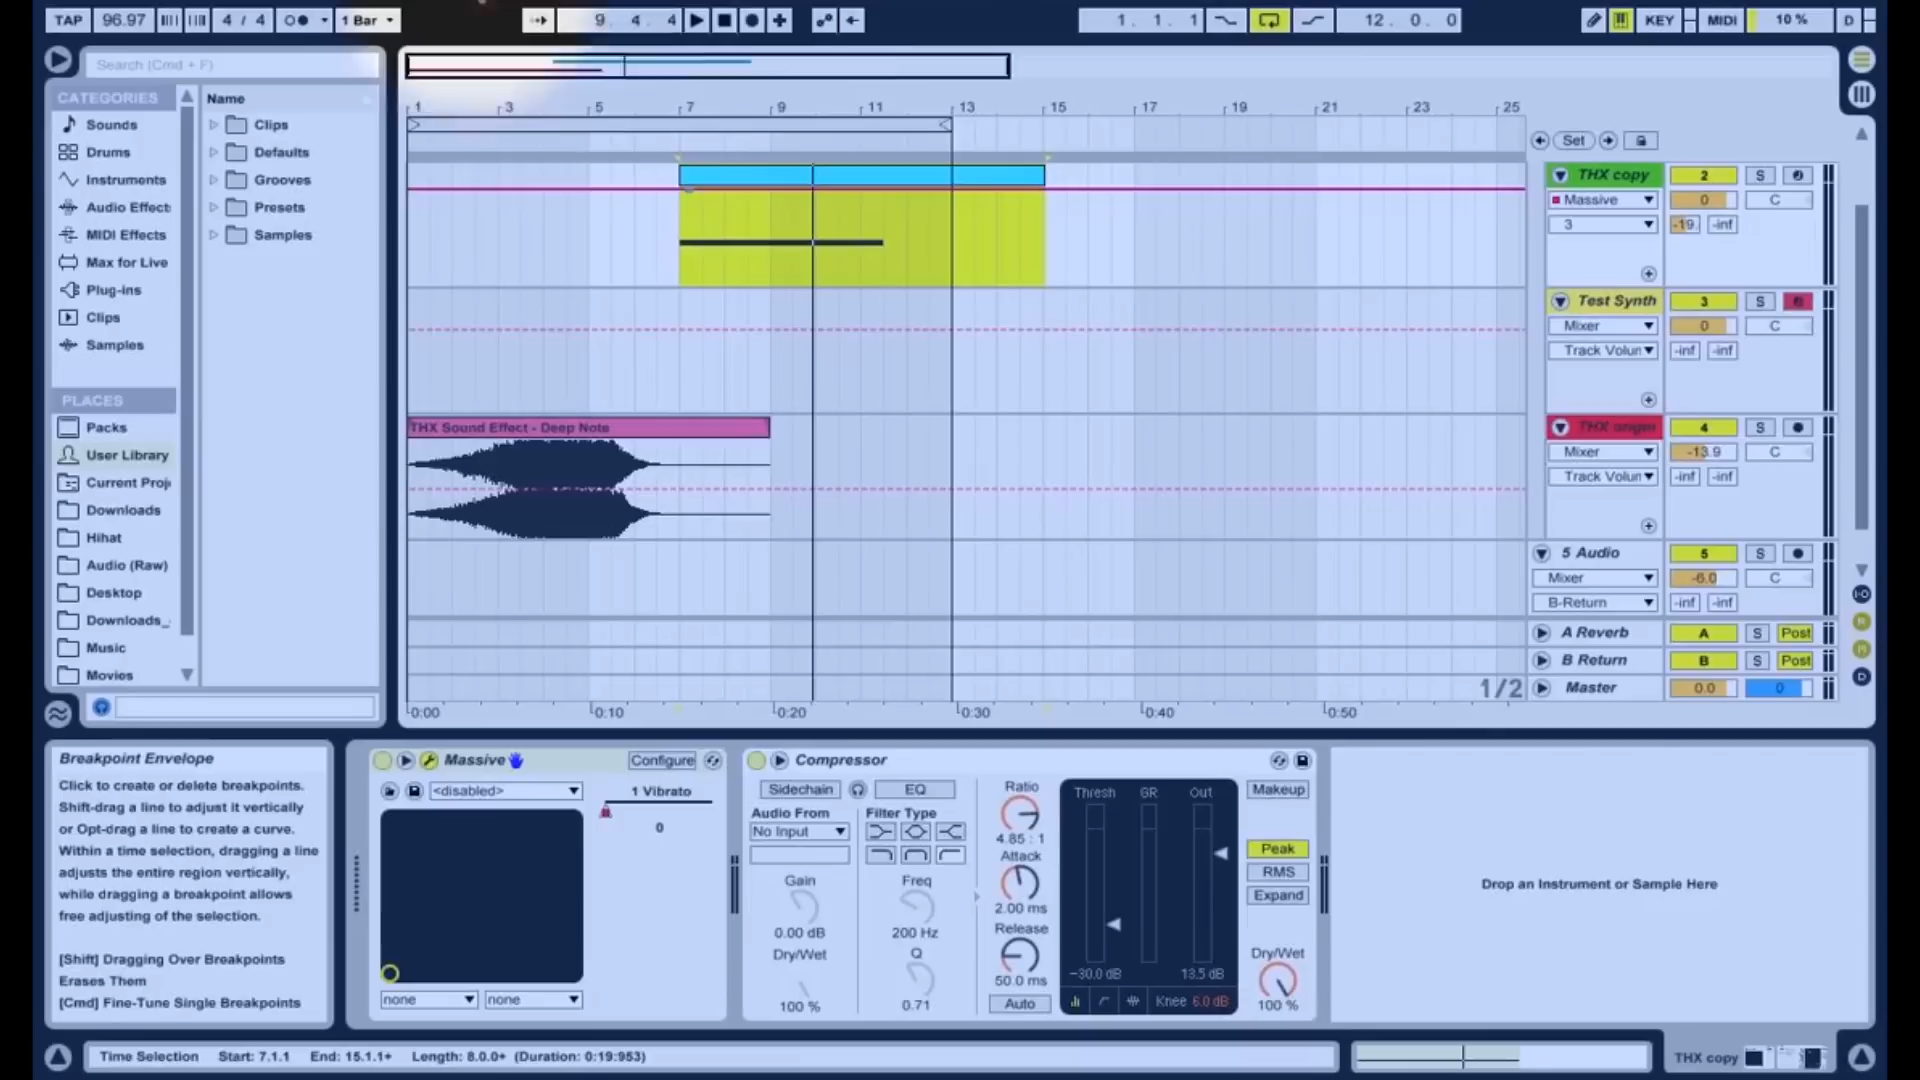 TAP 96.97 4 / 4 1 Bar 9. 4. 4 1. 1. 1 12. 0. 0 KEY MIDI 10 % D
Search (Cmd + F)
CATEGORIES
Sounds
Drums
Instruments
Audio Effect
MIDI Effects
Max for Live
Plug-ins
Clips
Samples
PLACES
Packs
User Library
Current Proj
Downloads
Hihat
Audio (Raw)
Desktop
Downloads_
Music
Movies
Name
Clips
Defaults
Grooves
Presets
Samples
1 3 5 7 9 11 13 15 17 19 21 23 25
Set
THX copy 2 S
Massive 0 C
3 -19. -inf
Test Synth 3 S
Mixer 0 C
Track Volun -inf -inf
THX Sound Effect - Deep Note
4 S
Mixer -13.9 C
Track Volun -inf -inf
5 Audio 5 S
Mixer -6.0 C
B-Return -inf -inf
A Reverb A S Post
B Return B S Post
1/2 Master 0.0 0
0:00 0:10 0:20 0:30 0:40 0:50
Breakpoint Envelope
Click to create or delete breakpoints.
Shift-drag a line to adjust it vertically
or Opt-drag a line to create a curve.
Within a time selection, dragging a line
adjusts the entire region vertically,
while dragging a breakpoint allows
free adjusting of the selection.
[Shift] Dragging Over Breakpoints
Erases Them
[Cmd] Fine-Tune Single Breakpoints
Massive Configure
<disabled> 1 Vibrato
0
none none
Compressor
Sidechain EQ
Audio From Filter Type
No Input
Gain Freq
0.00 dB 200 Hz
Dry/Wet Q
100 % 0.71
Ratio
4.85 : 1
Attack
2.00 ms
Release
50.0 ms
Auto
Thresh GR Out
-30.0 dB 13.5 dB
Knee 6.0 dB
Makeup
Peak
RMS
Expand
Dry/Wet
100 %
Drop an Instrument or Sample Here
Time Selection Start: 7.1.1 End: 15.1.1+ Length: 8.0.0+ (Duration: 0:19:953)
THX copy